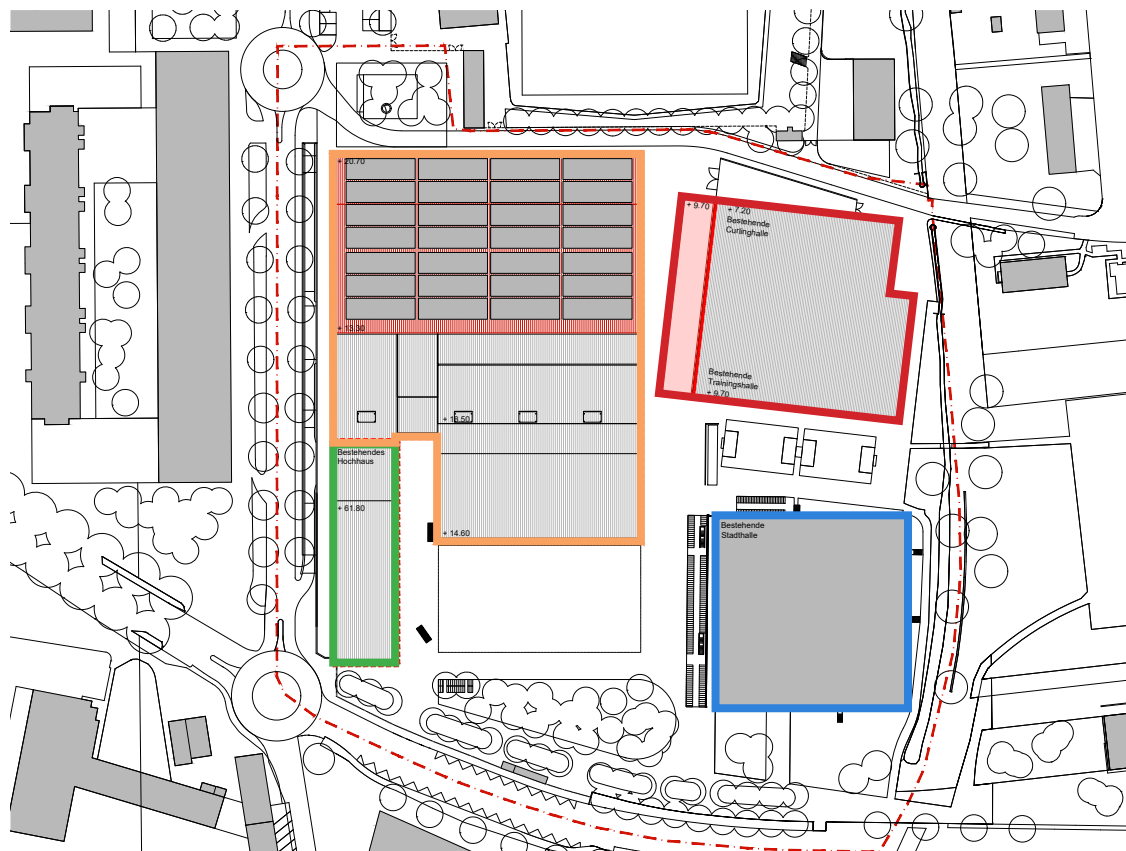 + 20.70
+ 13.30
+ 18.50
+ 14.60
Bestehendes
Hochhaus
+ 61.80
+ 9.70
+ 7.20
Bestehende
Curlinghalle
Bestehende
Trainingshalle
+ 9.70
Bestehende
Stadthalle